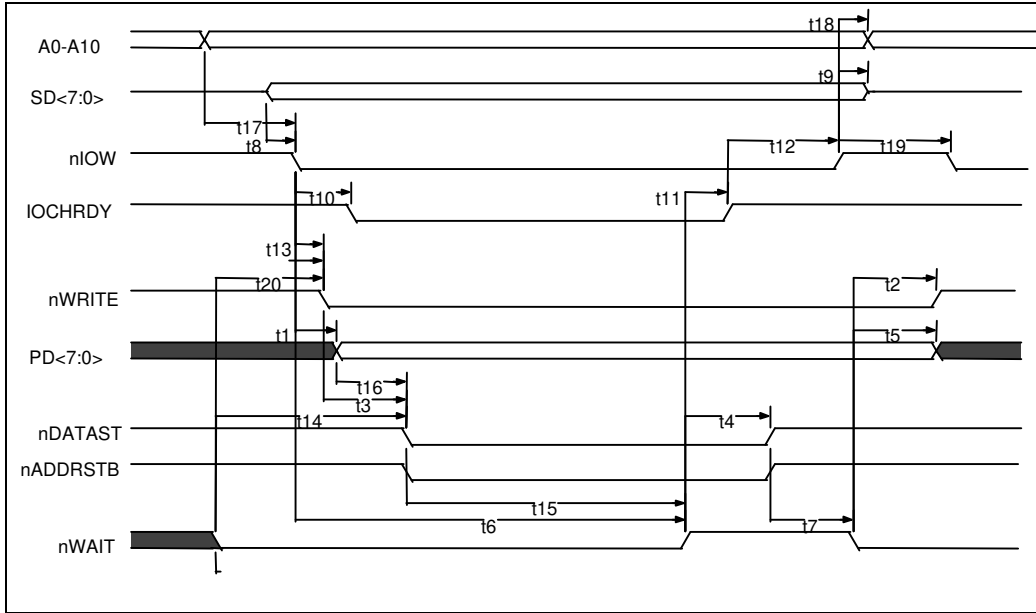 t18
A0-A10
t9
SD<7:0>
t17
t8
t12
t19
nIOW
t10
t11
IOCHRDY
t13
t20
t2
nWRITE
t1
t5
PD<7:0>
t16
t3
t14
t4
nDATAST
nADDRSTB
t15
t6
t7
nWAIT